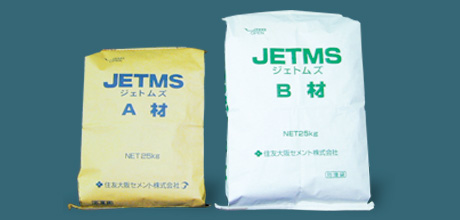 JETMS
ジェトムズ
A 材
NET25kg
住友大阪セメント株式会社
JETMS
ジェトムズ
B 材
NET25kg
住友大阪セメント株式会社